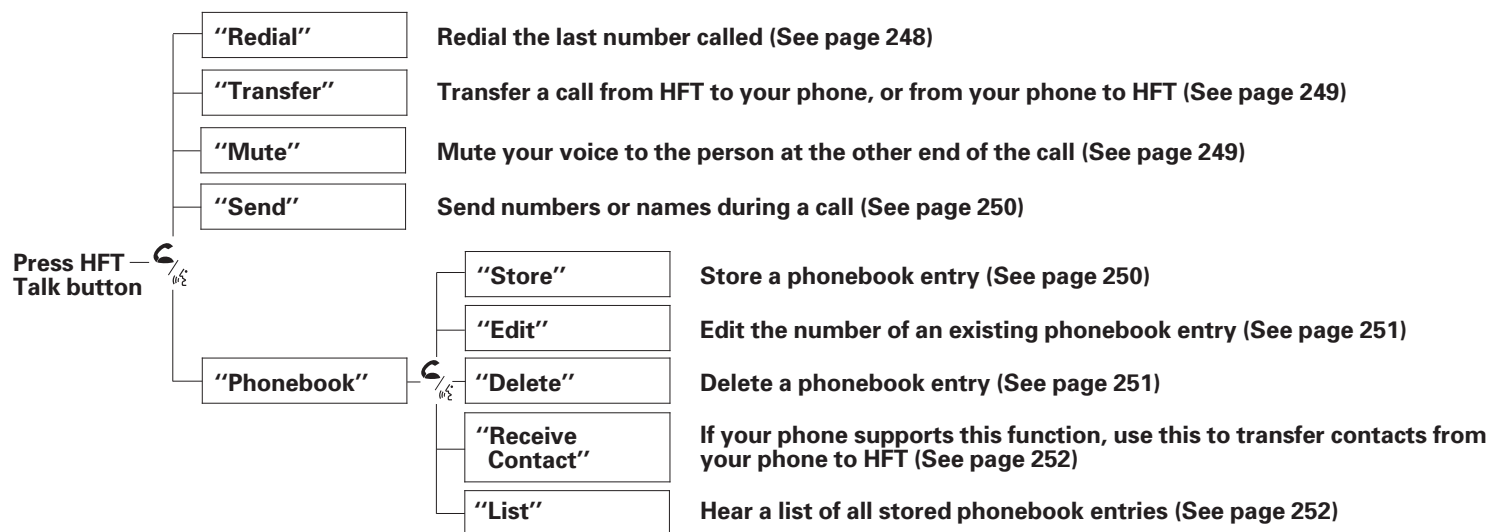 ‘‘Redial’’ Redial the last number called (See page 248)
‘‘Transfer’’ Transfer a call from HFT to your phone, or from your phone to HFT (See page 249)
‘‘Mute’’ Mute your voice to the person at the other end of the call (See page 249)
‘‘Send’’ Send numbers or names during a call (See page 250)
Press HFT
Talk button
‘‘Phonebook’’
‘‘Store’’ Store a phonebook entry (See page 250)
‘‘Edit’’ Edit the number of an existing phonebook entry (See page 251)
‘‘Delete’’ Delete a phonebook entry (See page 251)
‘‘Receive
Contact’’
If your phone supports this function, use this to transfer contacts from
your phone to HFT (See page 252)
‘‘List’’ Hear a list of all stored phonebook entries (See page 252)